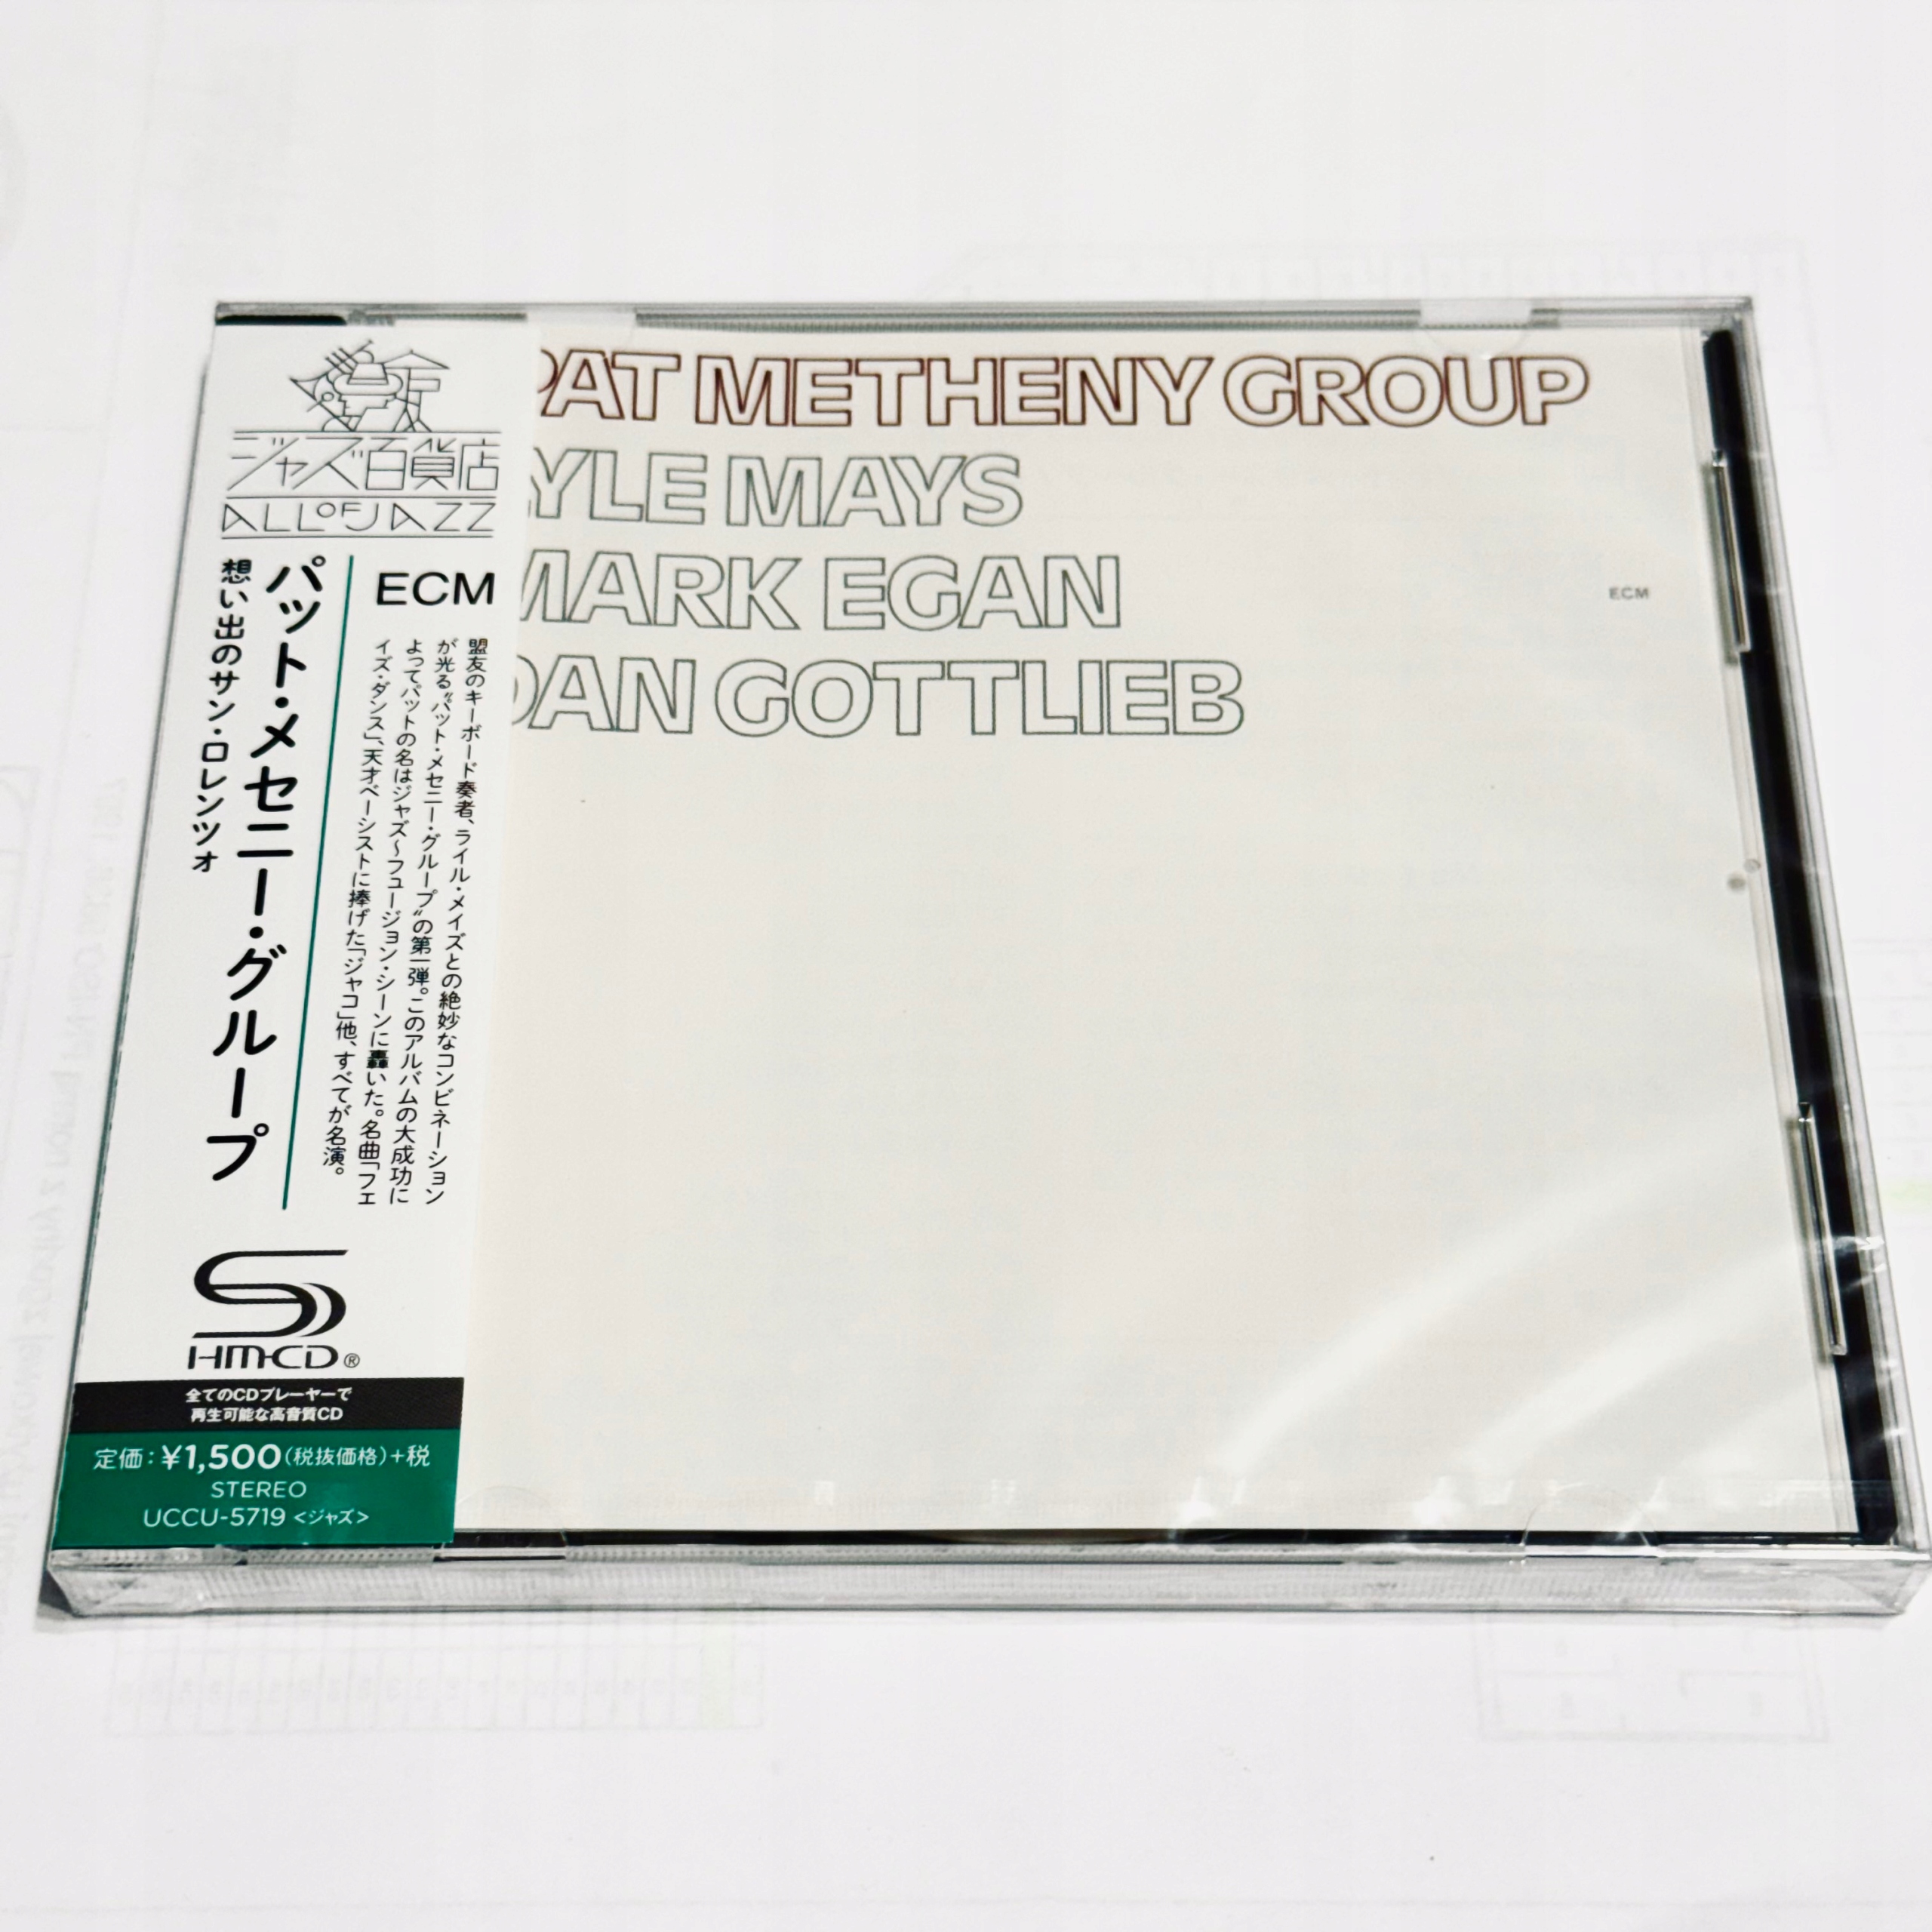 ジャズ百貨店
ALL OF JAZZ
ECM
盟友のキーボード奏者、ライル・メイズとの絶妙なコンビネーション
が光る“パット・メセニー・グループ”の第一弾。このアルバムの大成功に
よってパットの名はジャズ～フュージョン・シーンに轟いた。名曲「フェ
イズ・ダンス」、天才ベーシストに捧げた「ジャコ」他、すべてが名演。
パット・メセニー・グループ
想い出のサン・ロレンツォ
HM-CD®
全てのCDプレーヤーで
再生可能な高音質CD
定価：¥1,500(税抜価格)+税
STEREO
UCCU-5719 <ジャズ>
PAT METHENY GROUP
LYLE MAYS
MARK EGAN
DAN GOTTLIEB
ECM